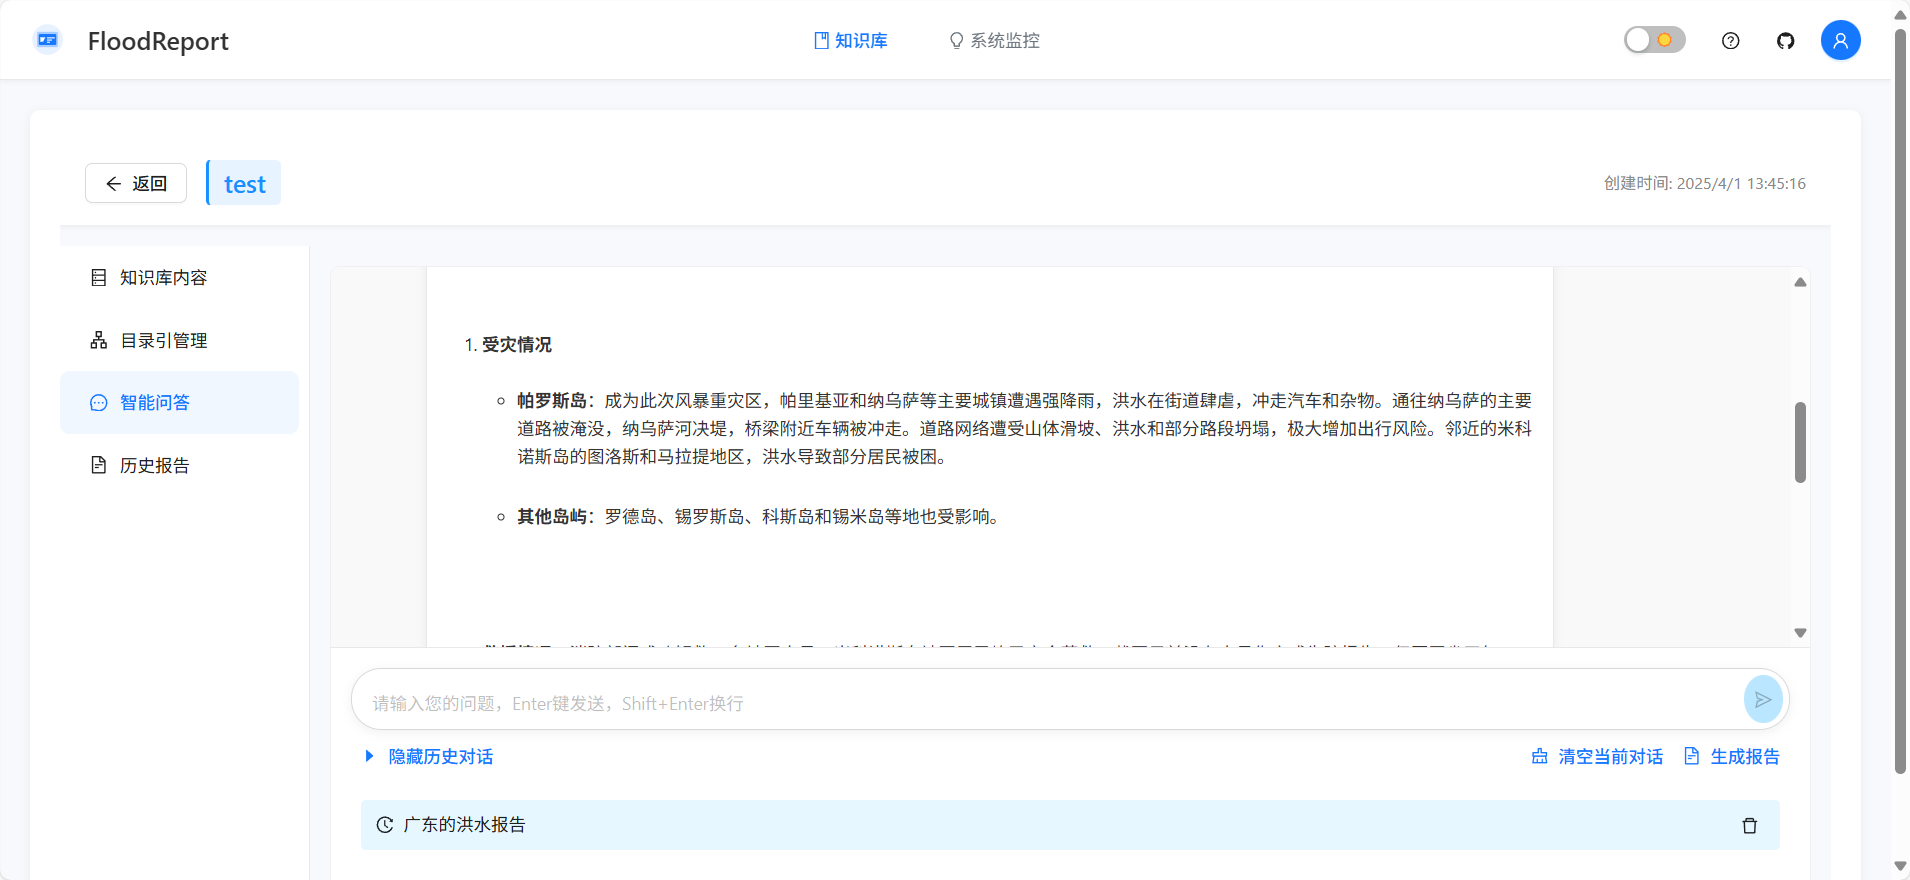 FloodReport
知识库
系统监控
返回
test
创建时间: 2025/4/1 13:45:16
知识库内容
目录引管理
智能问答
历史报告
1. 受灾情况
帕罗斯岛：成为此次风暴重灾区，帕里基亚和纳乌萨等主要城镇遭遇强降雨，洪水在街道肆虐，冲走汽车和杂物。通往纳乌萨的主要
道路被淹没，纳乌萨河决堤，桥梁附近车辆被冲走。道路网络遭受山体滑坡、洪水和部分路段坍塌，极大增加出行风险。邻近的米科
诺斯岛的图洛斯和马拉提地区，洪水导致部分居民被困。
其他岛屿：罗德岛、锡罗斯岛、科斯岛和锡米岛等地也受影响。
请输入您的问题，Enter键发送，Shift+Enter换行
隐藏历史对话
清空当前对话
生成报告
广东的洪水报告